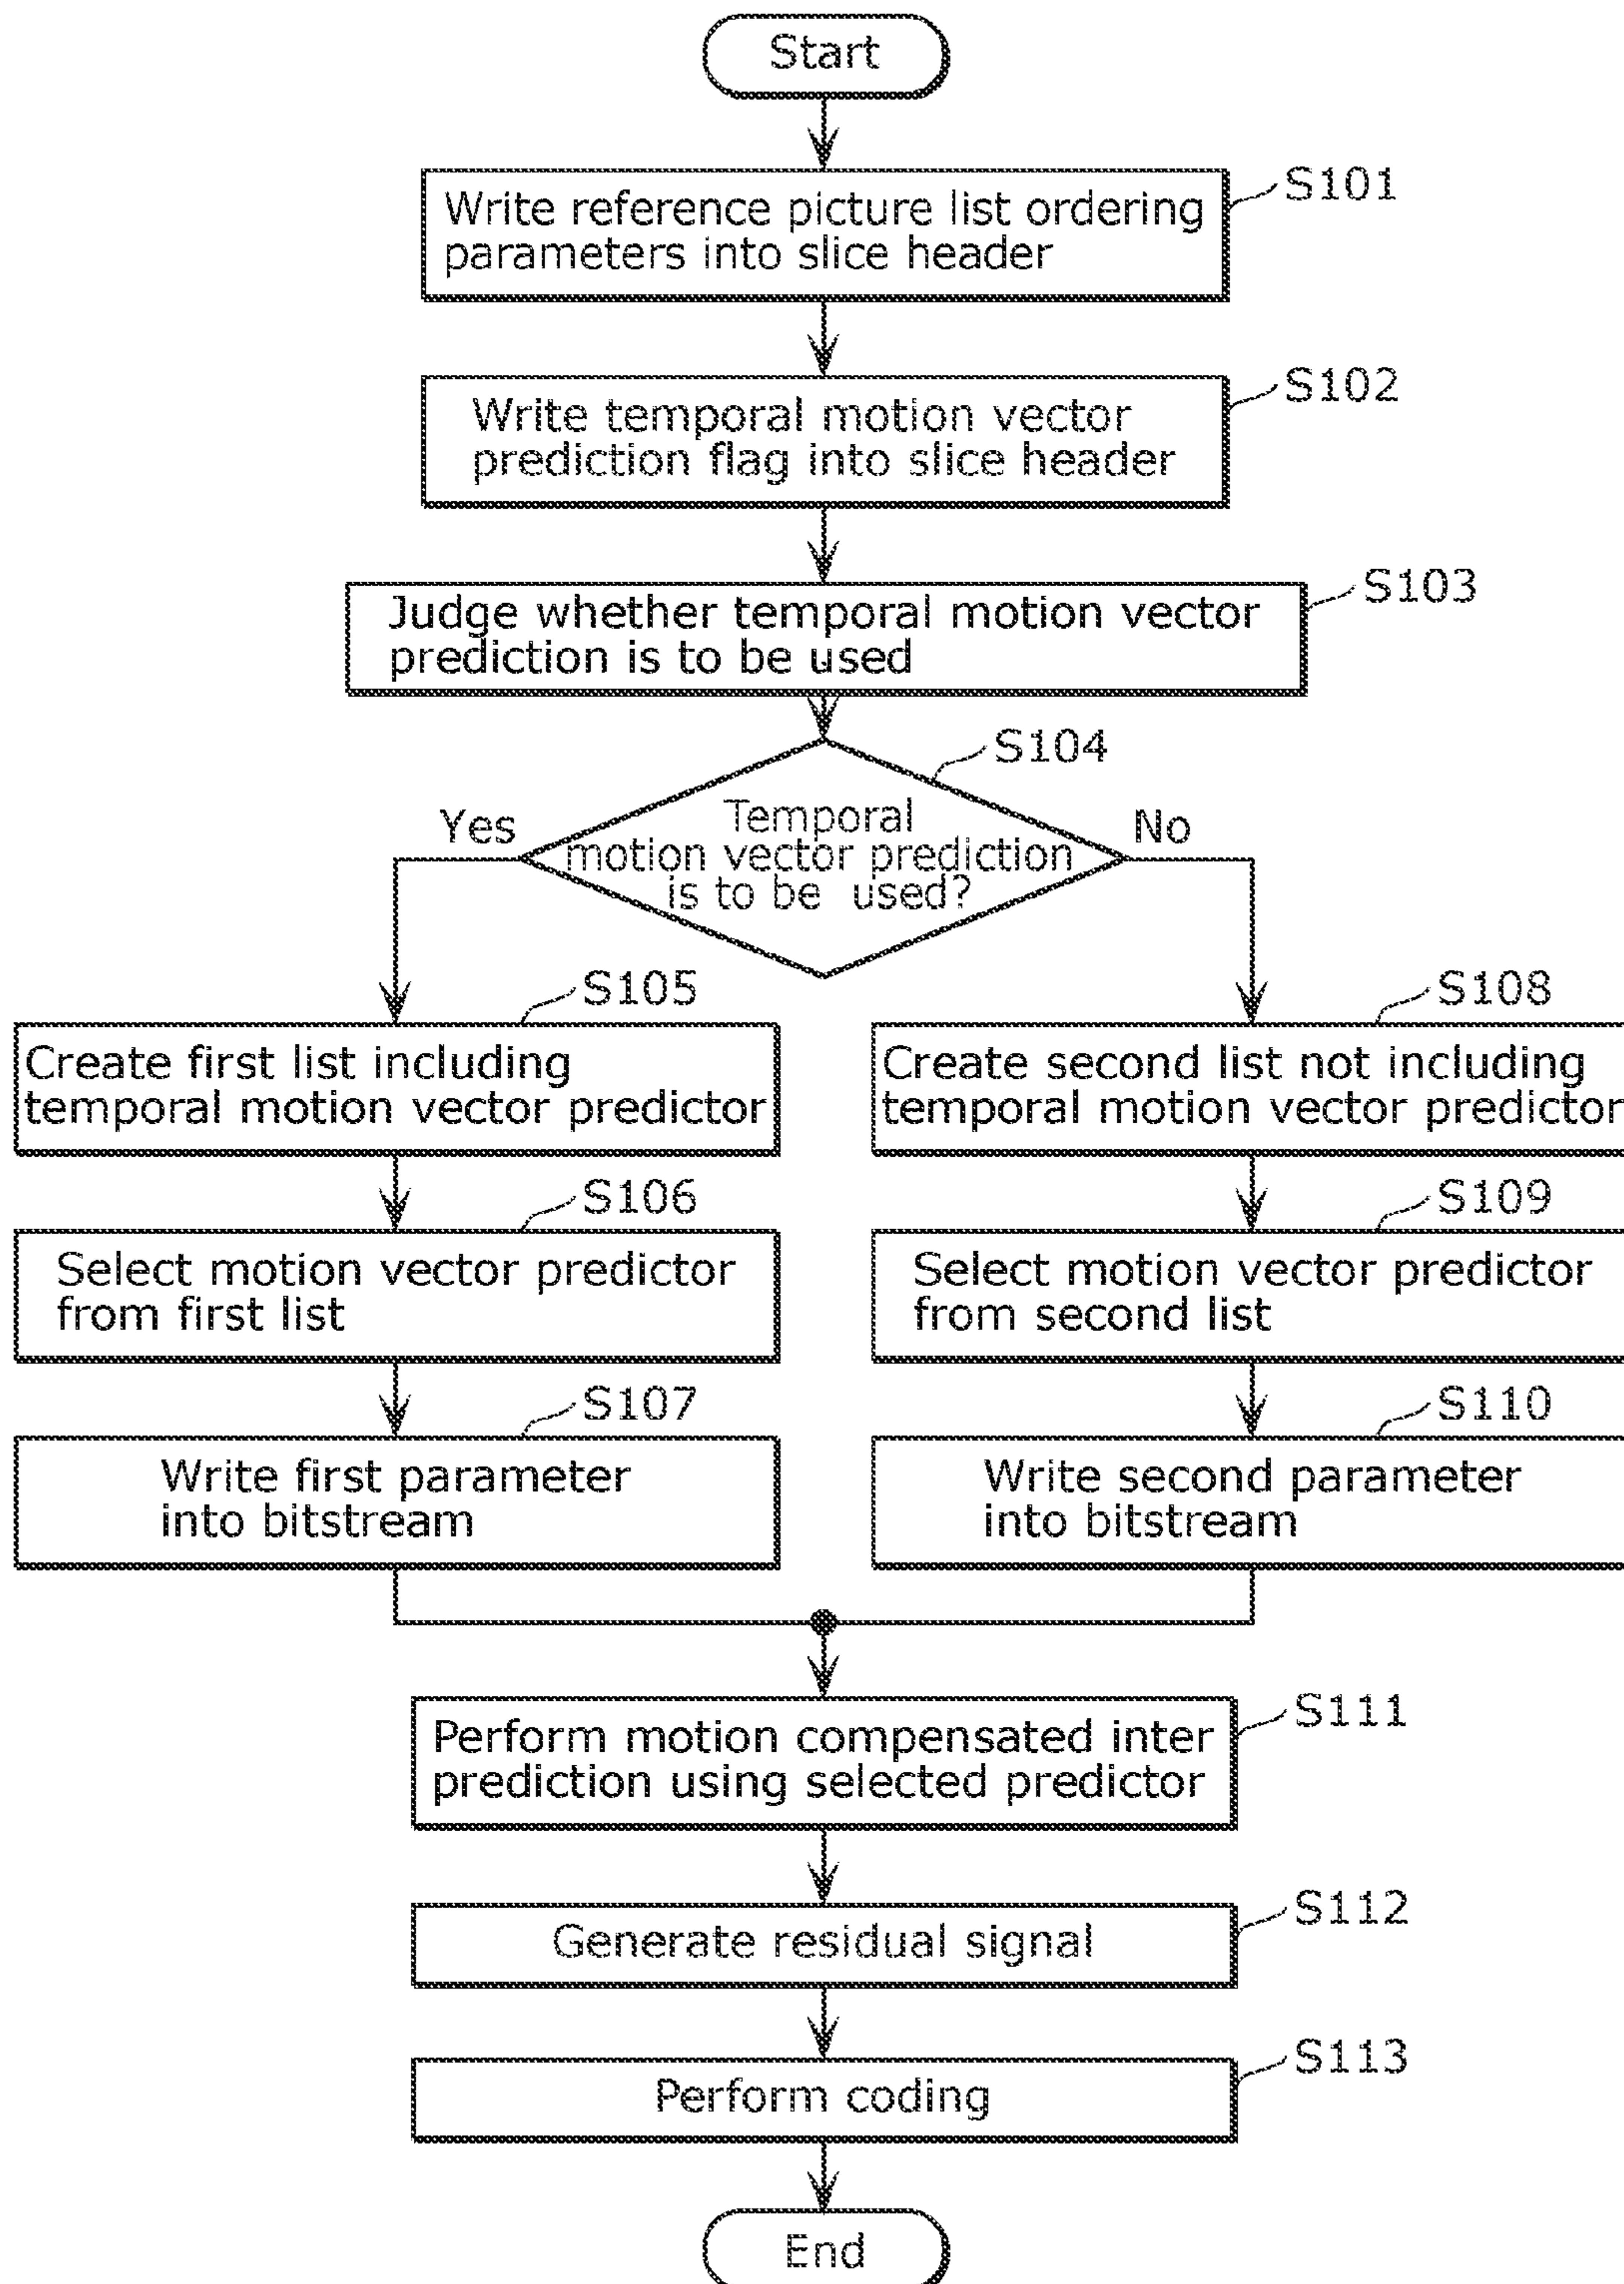 Start
S101
Write reference picture list ordering
parameters into slice header
S102
Write temporal motion vector
prediction flag into slice header
S103
Judge whether temporal motion vector
prediction is to be used
S104
Yes
No
Temporal
motion vector prediction
is to be used?
S105
Create first list including
temporal motion vector predictor
S106
Select motion vector predictor
from first list
S107
Write first parameter
into bitstream
S108
Create second list not including
temporal motion vector predictor
S109
Select motion vector predictor
from second list
S110
Write second parameter
into bitstream
S111
Perform motion compensated inter
prediction using selected predictor
S112
Generate residual signal
S113
Perform coding
End